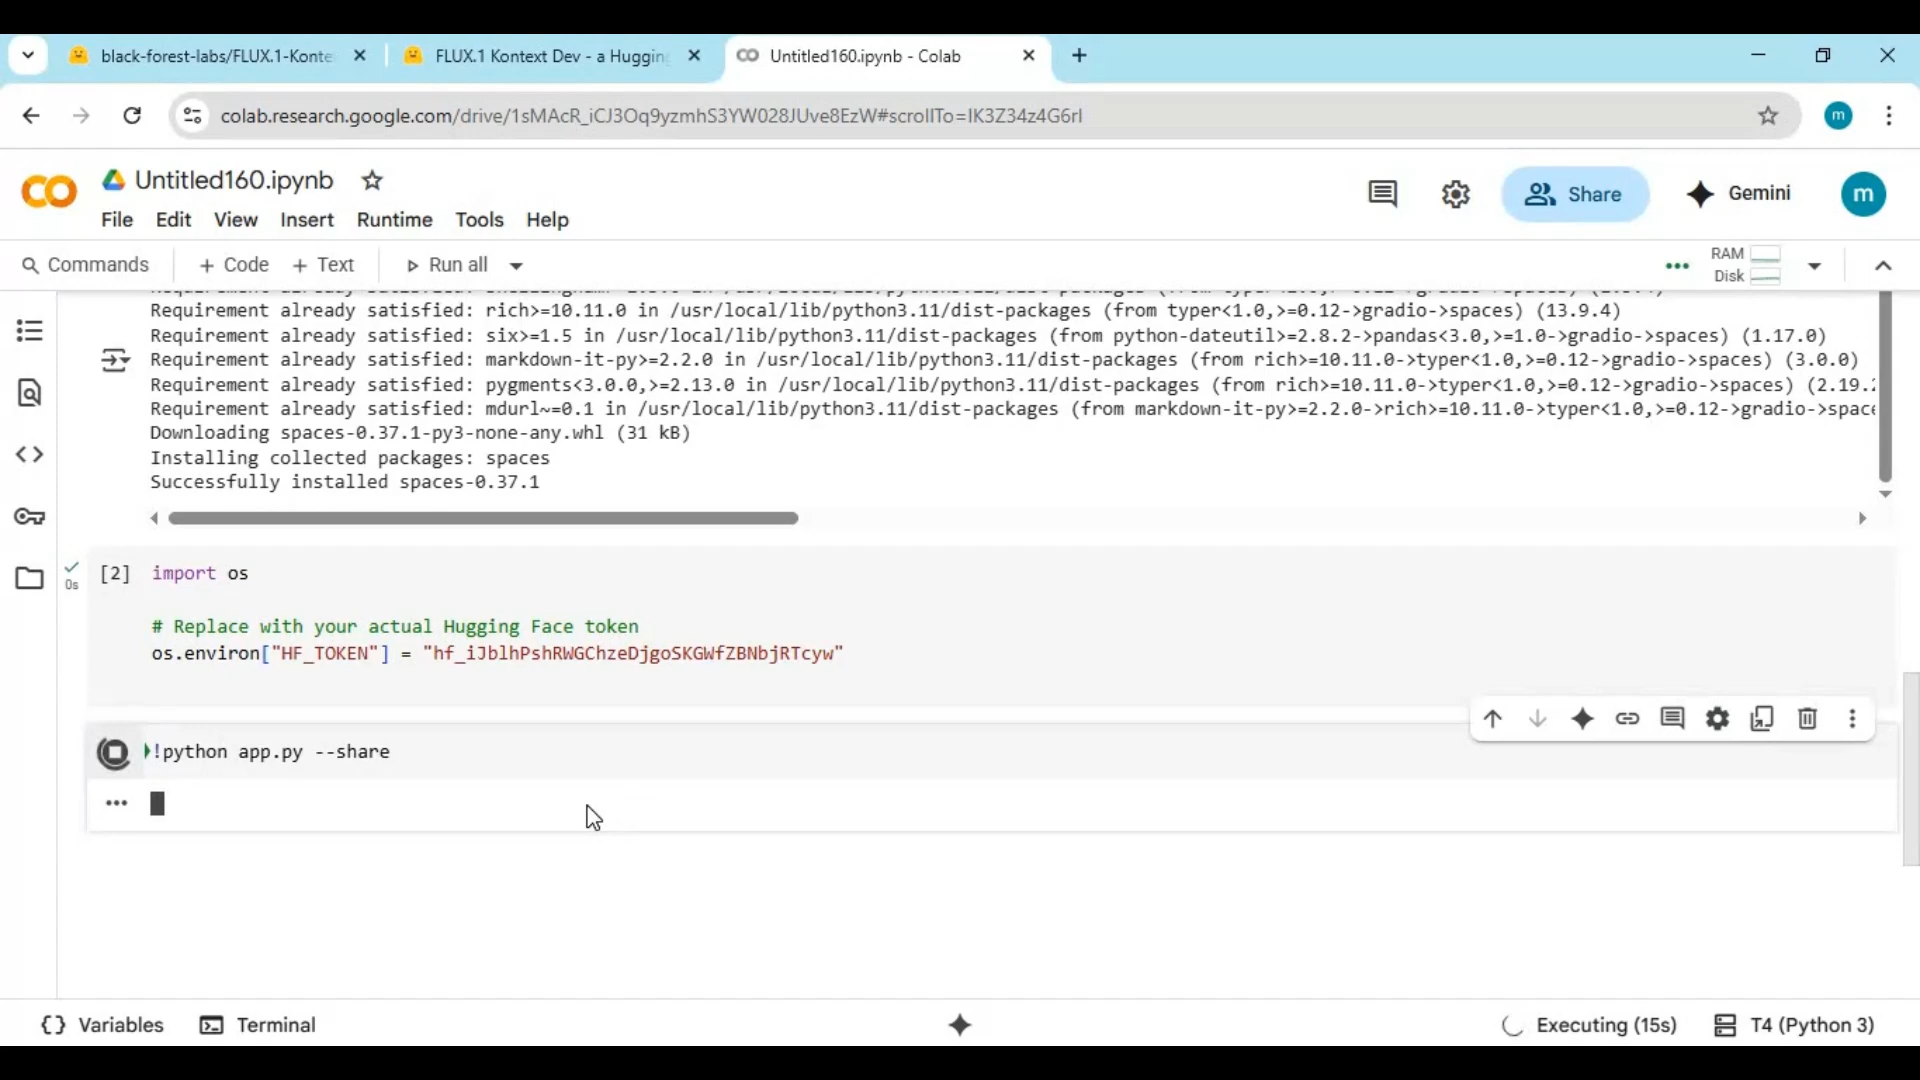 black-forest-labs/FLUX.1-Konte
FLUX.1 Kontext Dev - a Hugging
Untitled160.ipynb - Colab
colab.research.google.com/drive/1sMAcR_iCJ3Oq9yzmhS3YW028JUve8EzW#scrollTo=IK3Z34z4G6rI
m
Untitled160.ipynb
File Edit View Insert Runtime Tools Help
Share
Gemini
m
Commands + Code + Text Run all
RAM
Disk
Requirement already satisfied: rich>=10.11.0 in /usr/local/lib/python3.11/dist-packages (from typer<1.0,>=0.12->gradio->spaces) (13.9.4)
Requirement already satisfied: six>=1.5 in /usr/local/lib/python3.11/dist-packages (from python-dateutil>=2.8.2->pandas<3.0,>=1.0->gradio->spaces) (1.17.0)
Requirement already satisfied: markdown-it-py>=2.2.0 in /usr/local/lib/python3.11/dist-packages (from rich>=10.11.0->typer<1.0,>=0.12->gradio->spaces) (3.0.0)
Requirement already satisfied: pygments<3.0.0,>=2.13.0 in /usr/local/lib/python3.11/dist-packages (from rich>=10.11.0->typer<1.0,>=0.12->gradio->spaces) (2.19.2
Requirement already satisfied: mdurl~=0.1 in /usr/local/lib/python3.11/dist-packages (from markdown-it-py>=2.2.0->rich>=10.11.0->typer<1.0,>=0.12->gradio->space
Downloading spaces-0.37.1-py3-none-any.whl (31 kB)
Installing collected packages: spaces
Successfully installed spaces-0.37.1
[2] import os
0s
# Replace with your actual Hugging Face token
os.environ["HF_TOKEN"] = "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"
!python app.py --share
Variables Terminal
Executing (15s) T4 (Python 3)